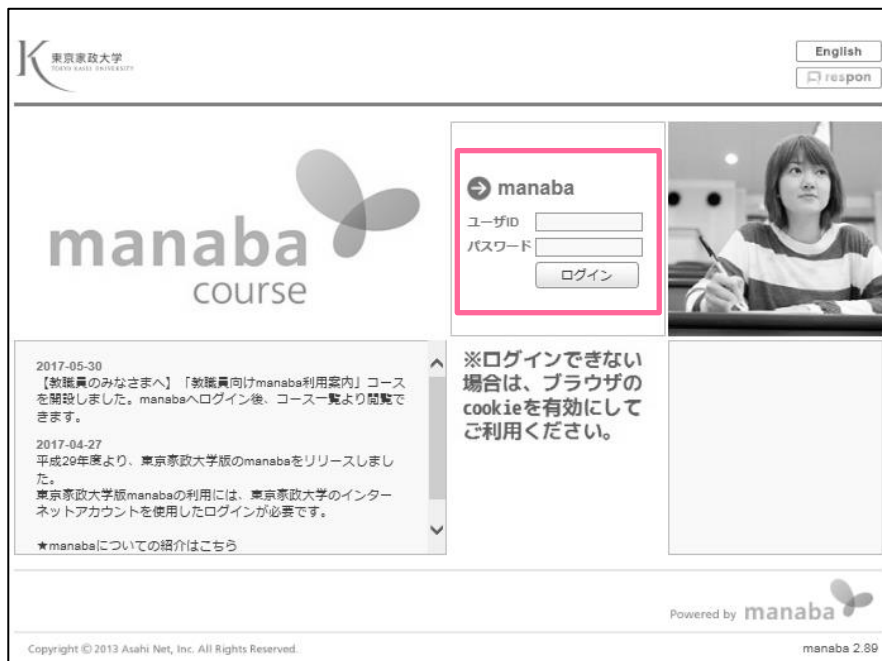 東京家政大学
TOKYO KASEI UNIVERSITY
English
respon
manaba
course
manaba
ユーザID
パスワード
ログイン
2017-05-30
【教職員のみなさまへ】「教職員向けmanaba利用案内」コース
を開設しました。manabaへログイン後、コース一覧より閲覧で
きます。
2017-04-27
平成29年度より、東京家政大学版のmanabaをリリースしまし
た。
東京家政大学版manabaの利用には、東京家政大学のインター
ネットアカウントを使用したログインが必要です。
★manabaについての紹介はこちら
※ログインできない
場合は、ブラウザの
cookieを有効にして
ご利用ください。
Powered by manaba
Copyright © 2013 Asahi Net, Inc. All Rights Reserved.
manaba 2.89